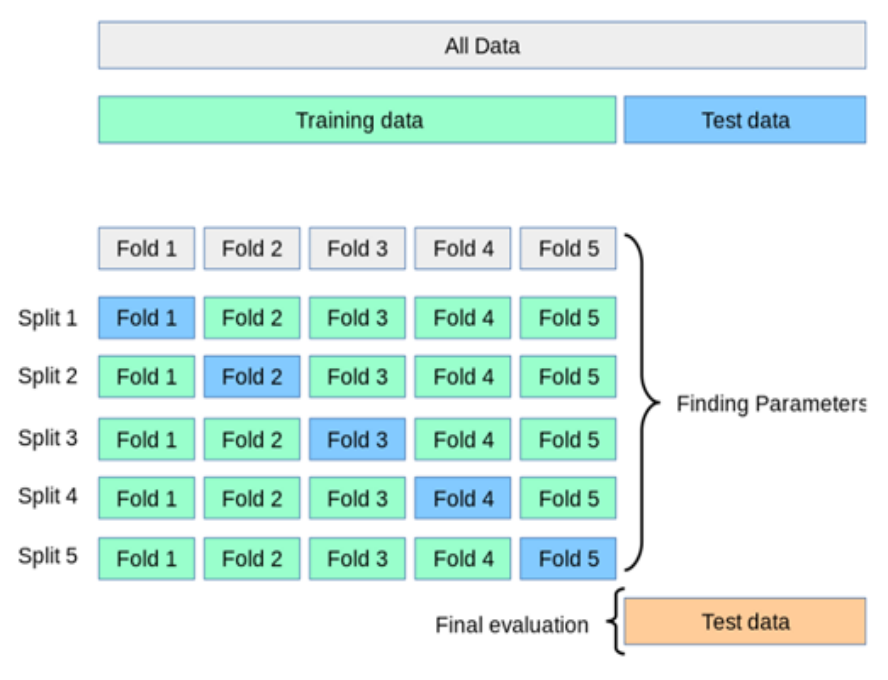 All Data
Training data Test data
Fold 1 Fold 2 Fold 3 Fold 4 Fold 5
Split 1 Fold 1 Fold 2 Fold 3 Fold 4 Fold 5
Split 2 Fold 1 Fold 2 Fold 3 Fold 4 Fold 5
Finding Parameters
Split 3 Fold 1 Fold 2 Fold 3 Fold 4 Fold 5
Split 4 Fold 1 Fold 2 Fold 3 Fold 4 Fold 5
Split 5 Fold 1 Fold 2 Fold 3 Fold 4 Fold 5
Final evaluation Test data